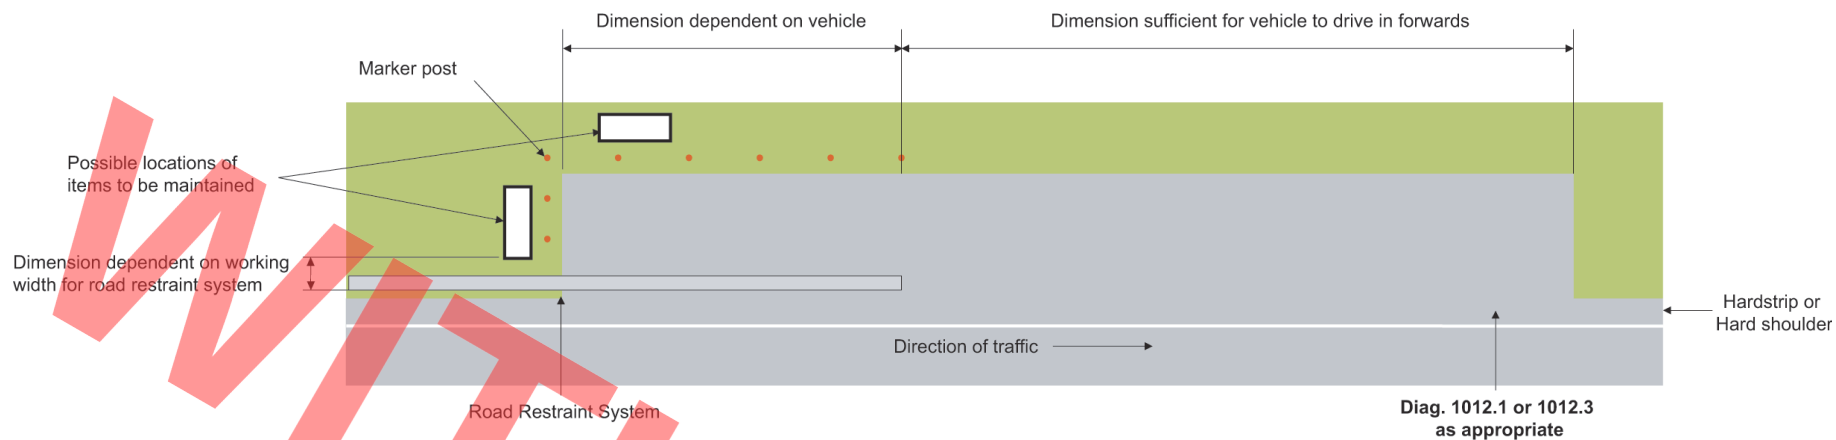 Dimension dependent on vehicle
Dimension sufficient for vehicle to drive in forwards
Marker post
Possible locations of
items to be maintained
Dimension dependent on working
width for road restraint system
Hardstrip or
Hard shoulder
Direction of traffic
Road Restraint System
Diag. 1012.1 or 1012.3
as appropriate
WIT